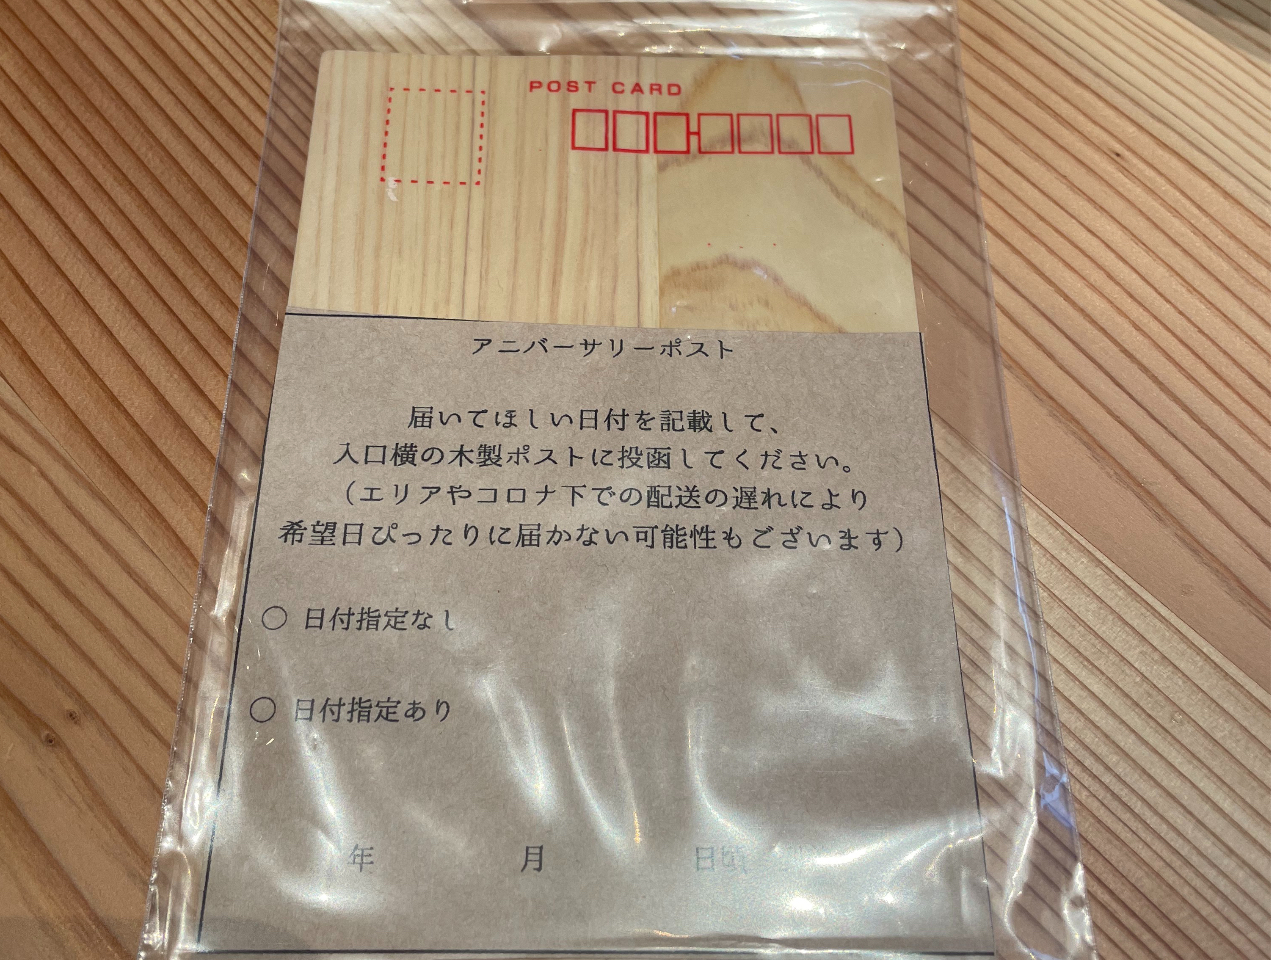 POST CARD
アニバーサリーポスト
届いてほしい日付を記載して、
入口横の木製ポストに投函してください。
（エリアやコロナ下での配送の遅れにより
希望日ぴったりに届かない可能性もございます）
○ 日付指定なし
○ 日付指定あり
年 月 日頃